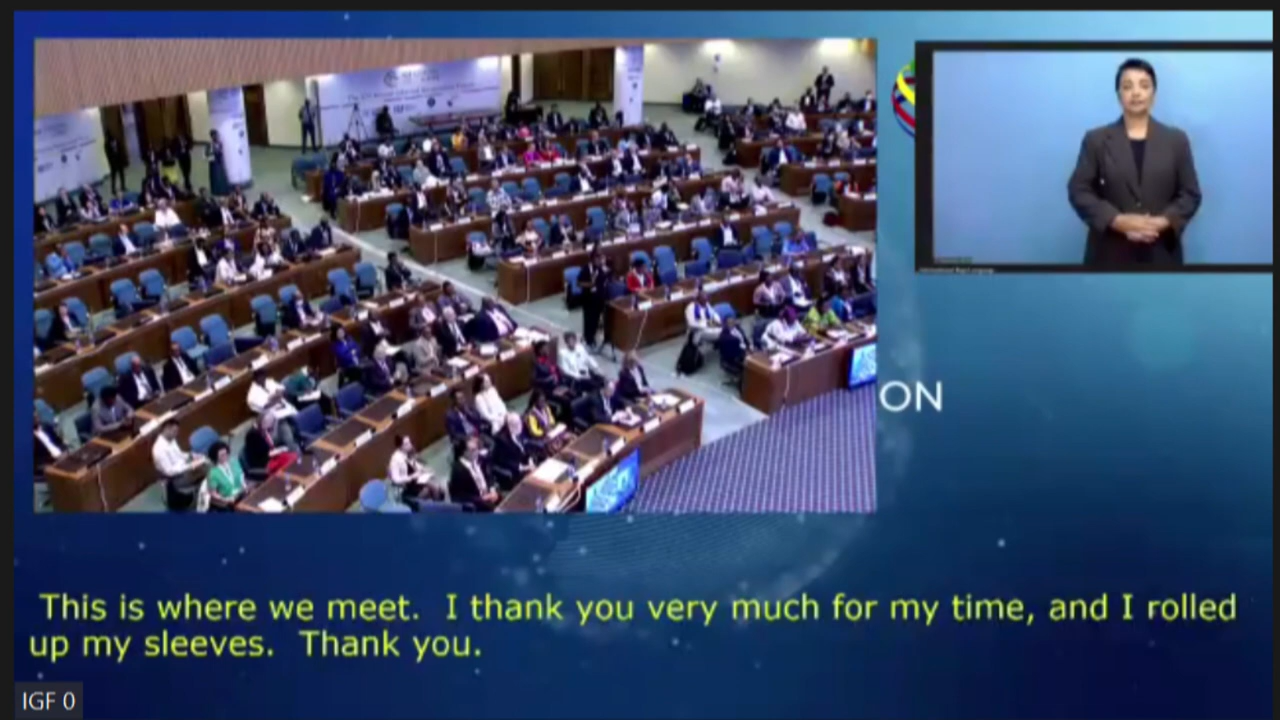 ON
This is where we meet.  I thank you very much for my time, and I rolled
up my sleeves.  Thank you.
IGF 0